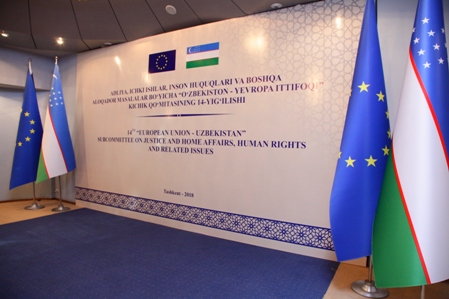 ADLIYA, ICHKI ISHLAR, INSON HUQUQLARI VA BOSHQA
ALOQADOR MASALALAR BO‘YICHA “O‘ZBEKISTON - YEVROPA ITTIFOQI”
KICHIK QO‘MITASINING 14-YIG‘ILISHI
14TH “EUROPEAN UNION - UZBEKISTAN”
SUBCOMMITTEE ON JUSTICE AND HOME AFFAIRS, HUMAN RIGHTS
AND RELATED ISSUES
Tashkent - 2018